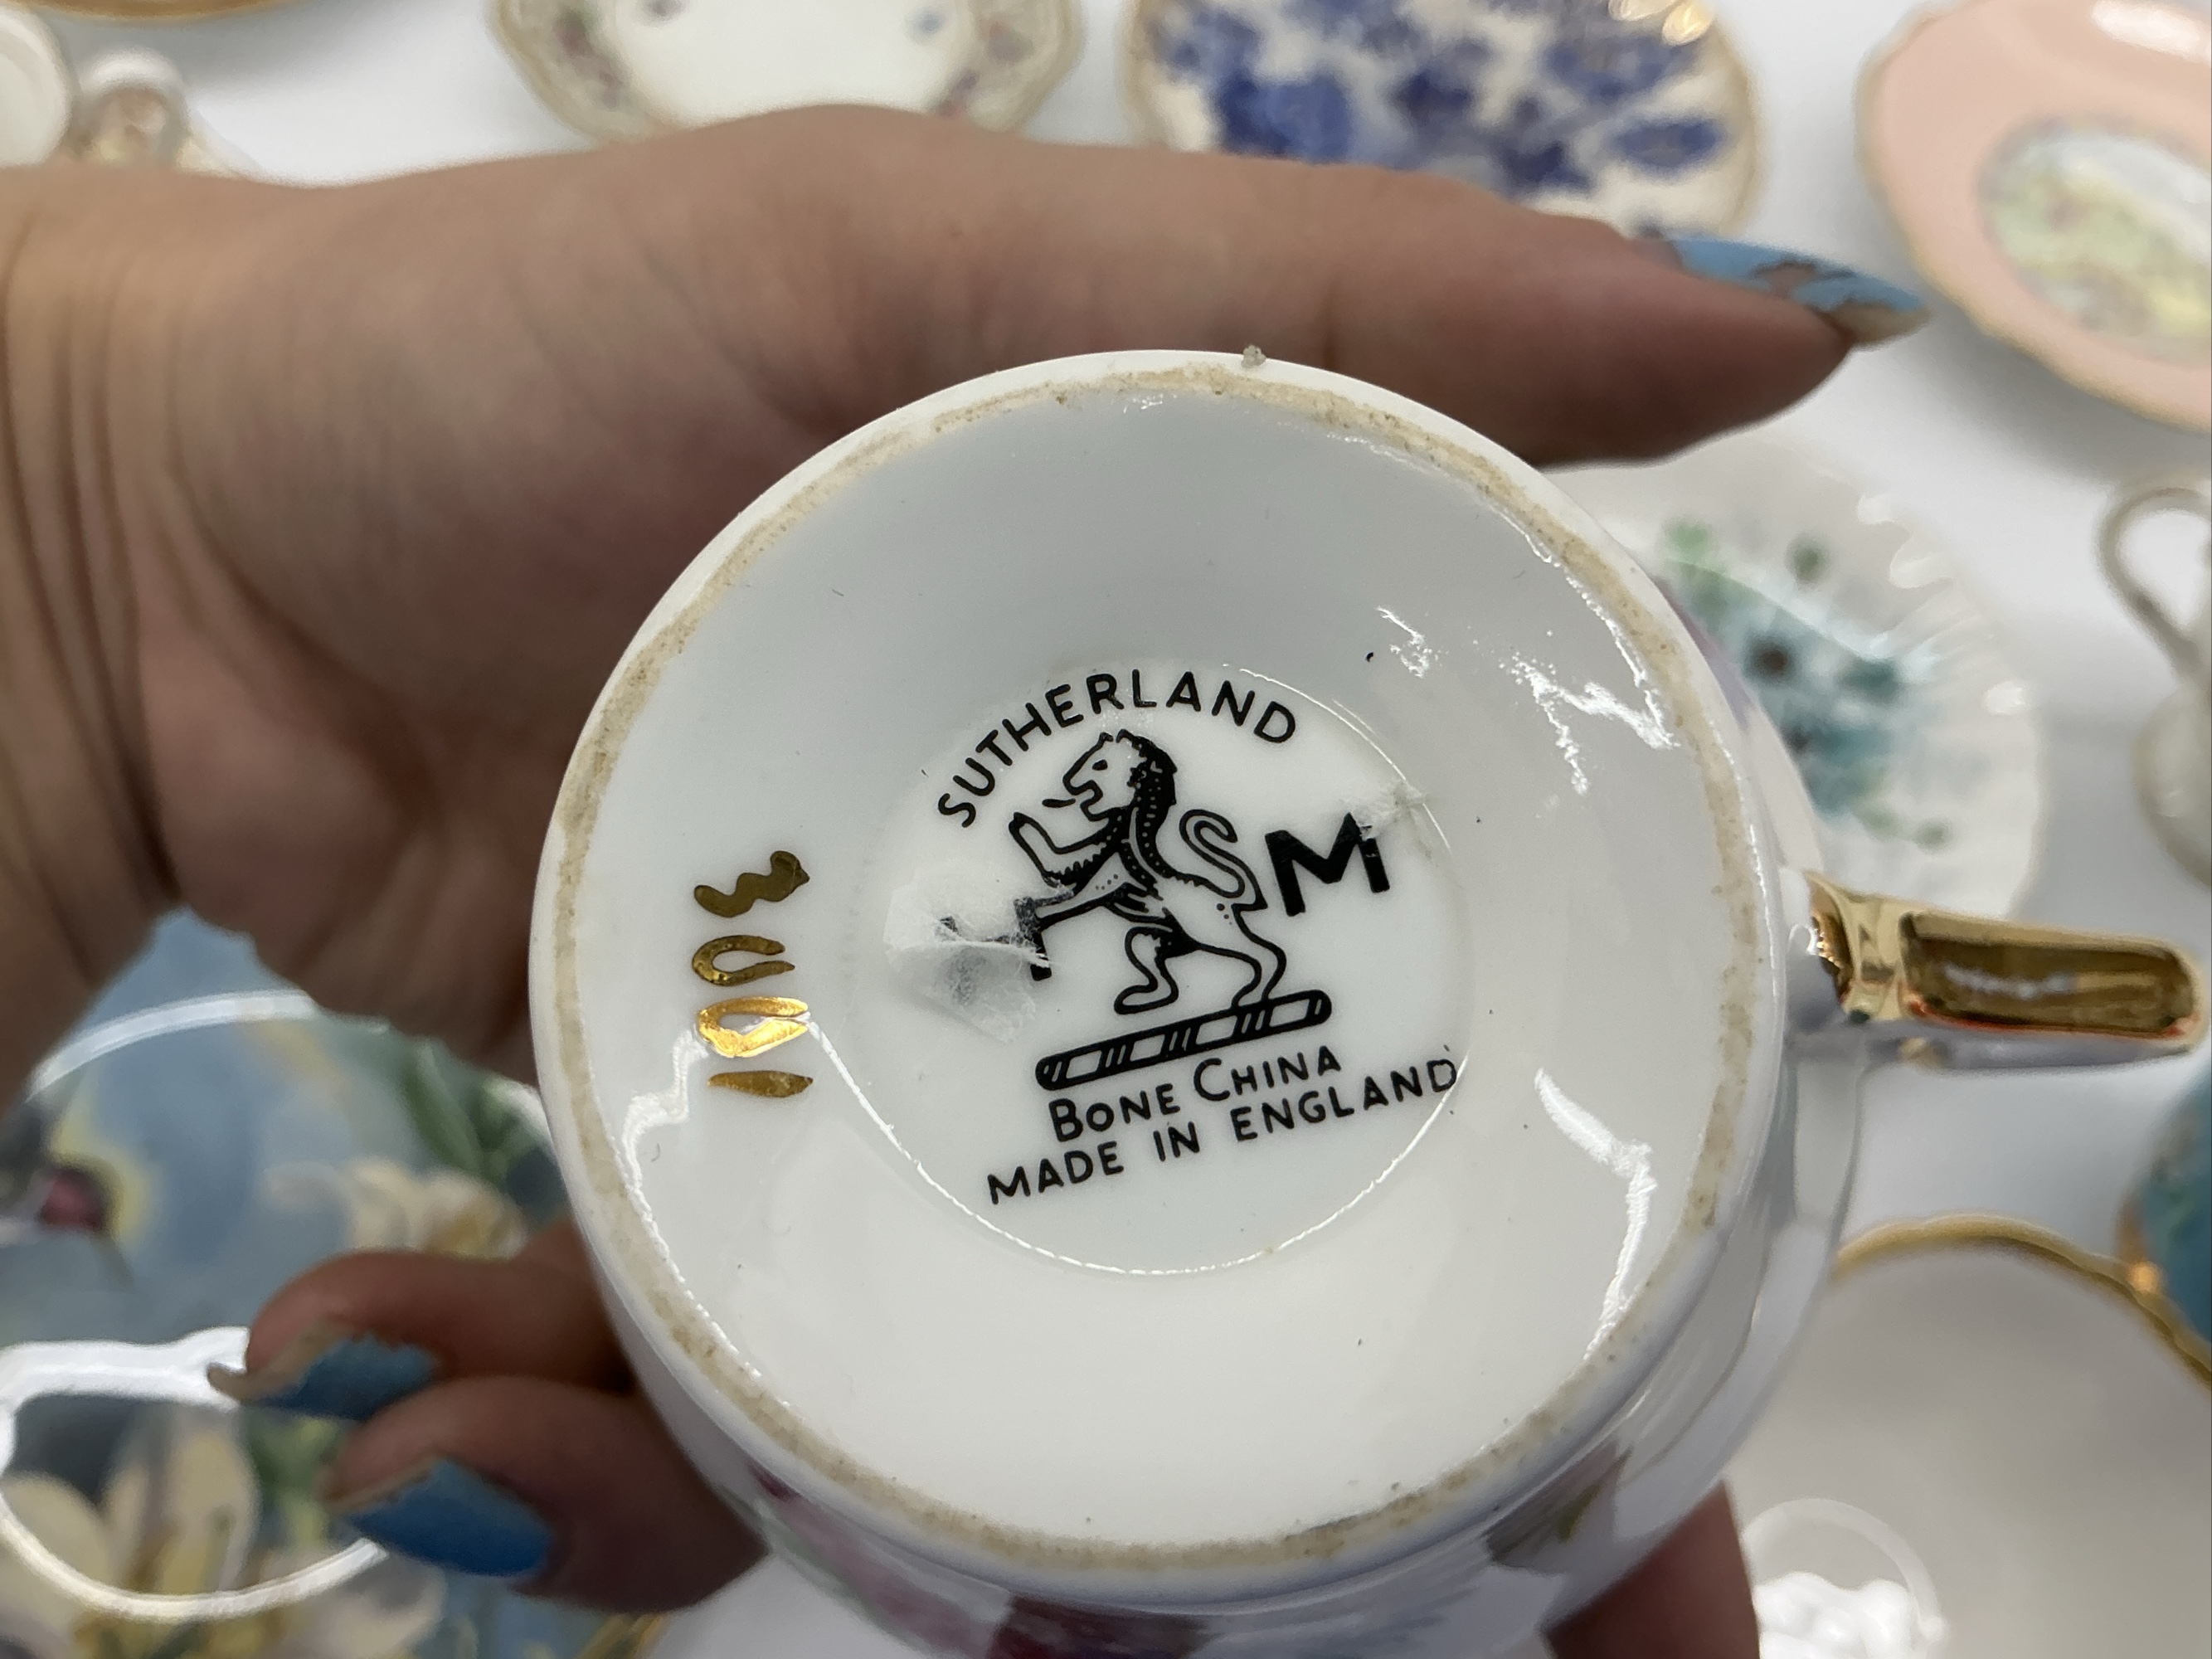 SUTHERLAND
H M
BONE CHINA
MADE IN ENGLAND